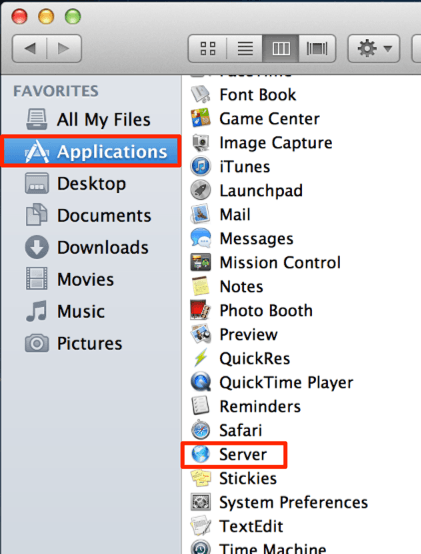 FAVORITES
All My Files
Applications
Desktop
Documents
Downloads
Movies
Music
Pictures
FaceTime
Font Book
Game Center
Image Capture
iTunes
Launchpad
Mail
Messages
Mission Control
Notes
Photo Booth
Preview
QuickRes
QuickTime Player
Reminders
Safari
Server
Stickies
System Preferences
TextEdit
Time Machine